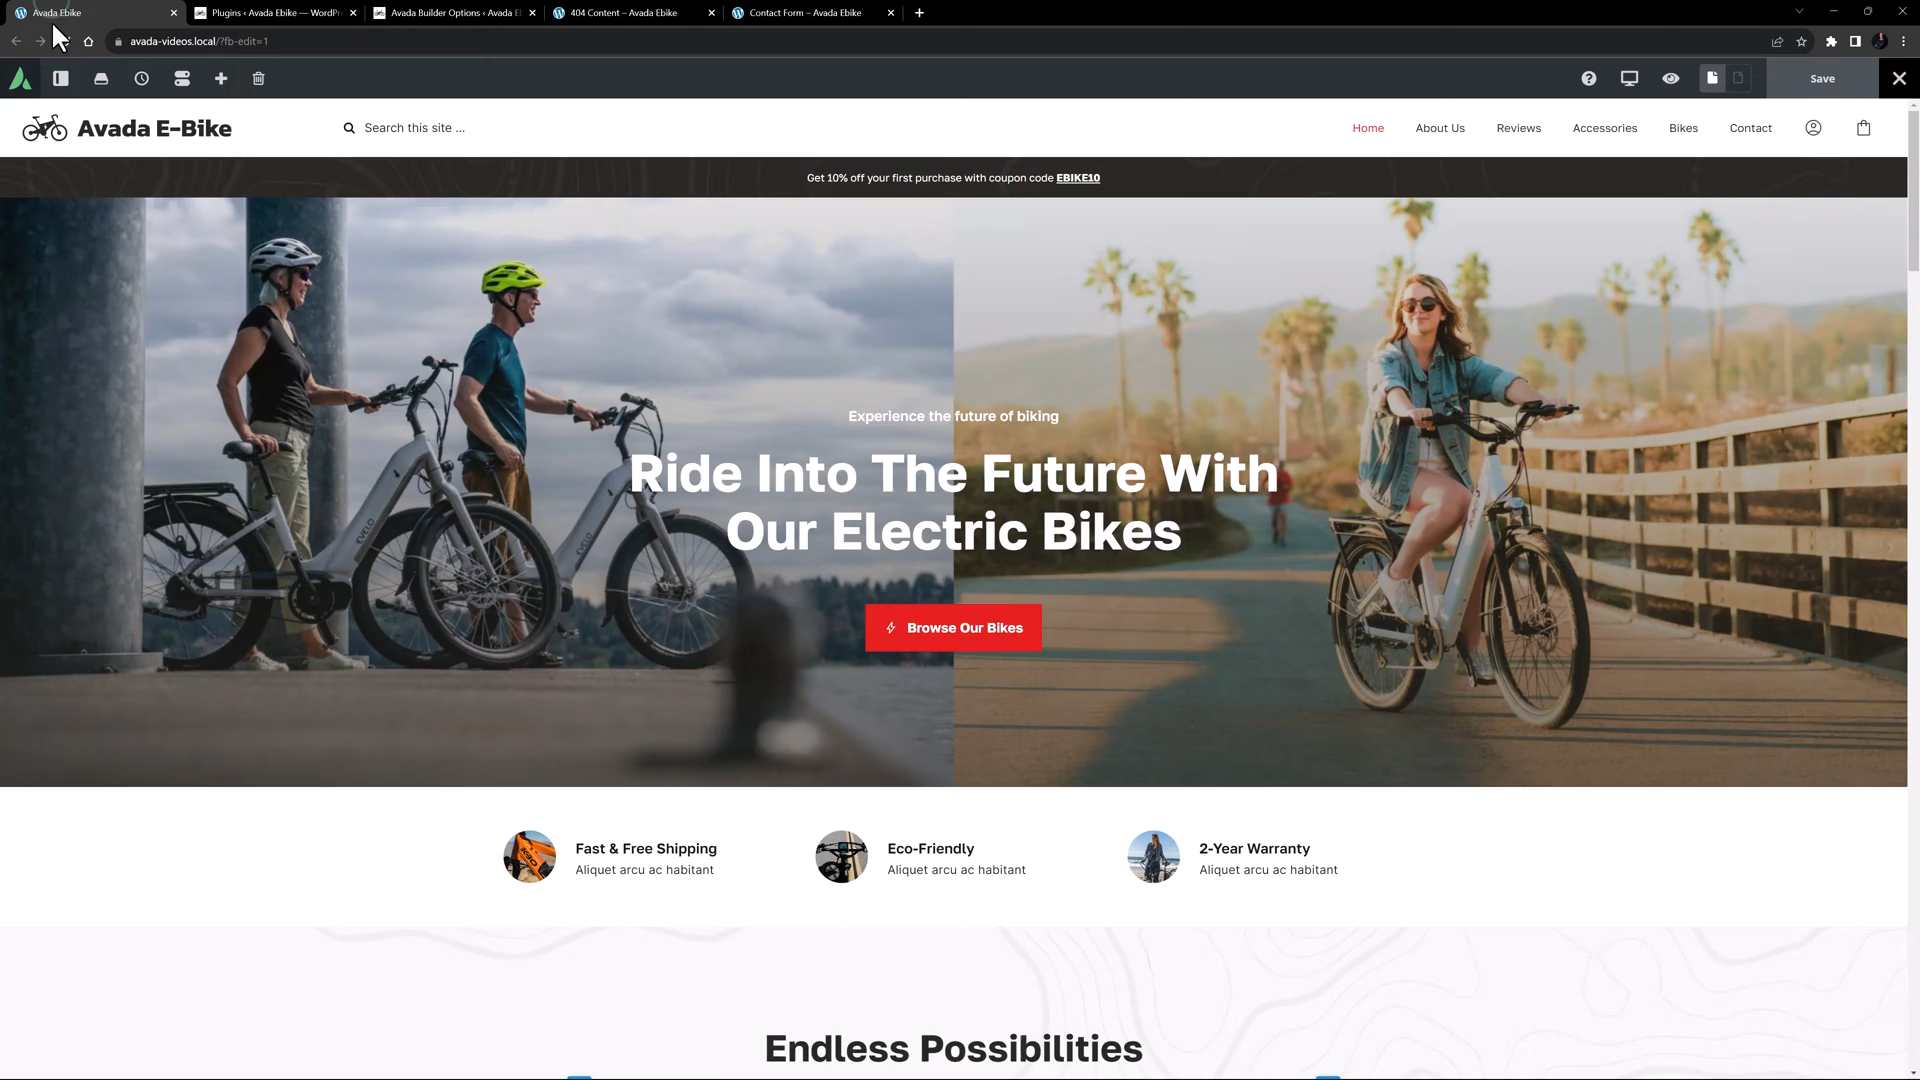 Avada Ebike
Plugins ‹ Avada Ebike — WordPr
Avada Builder Options ‹ Avada E
404 Content – Avada Ebike
Contact Form – Avada Ebike
avada-videos.local/?fb-edit=1
Save
Avada E-Bike
Search this site ...
Home
About Us
Reviews
Accessories
Bikes
Contact
Get 10% off your first purchase with coupon code EBIKE10
Experience the future of biking
Ride Into The Future With
Our Electric Bikes
Browse Our Bikes
Fast & Free Shipping
Aliquet arcu ac habitant
Eco-Friendly
Aliquet arcu ac habitant
2-Year Warranty
Aliquet arcu ac habitant
Endless Possibilities